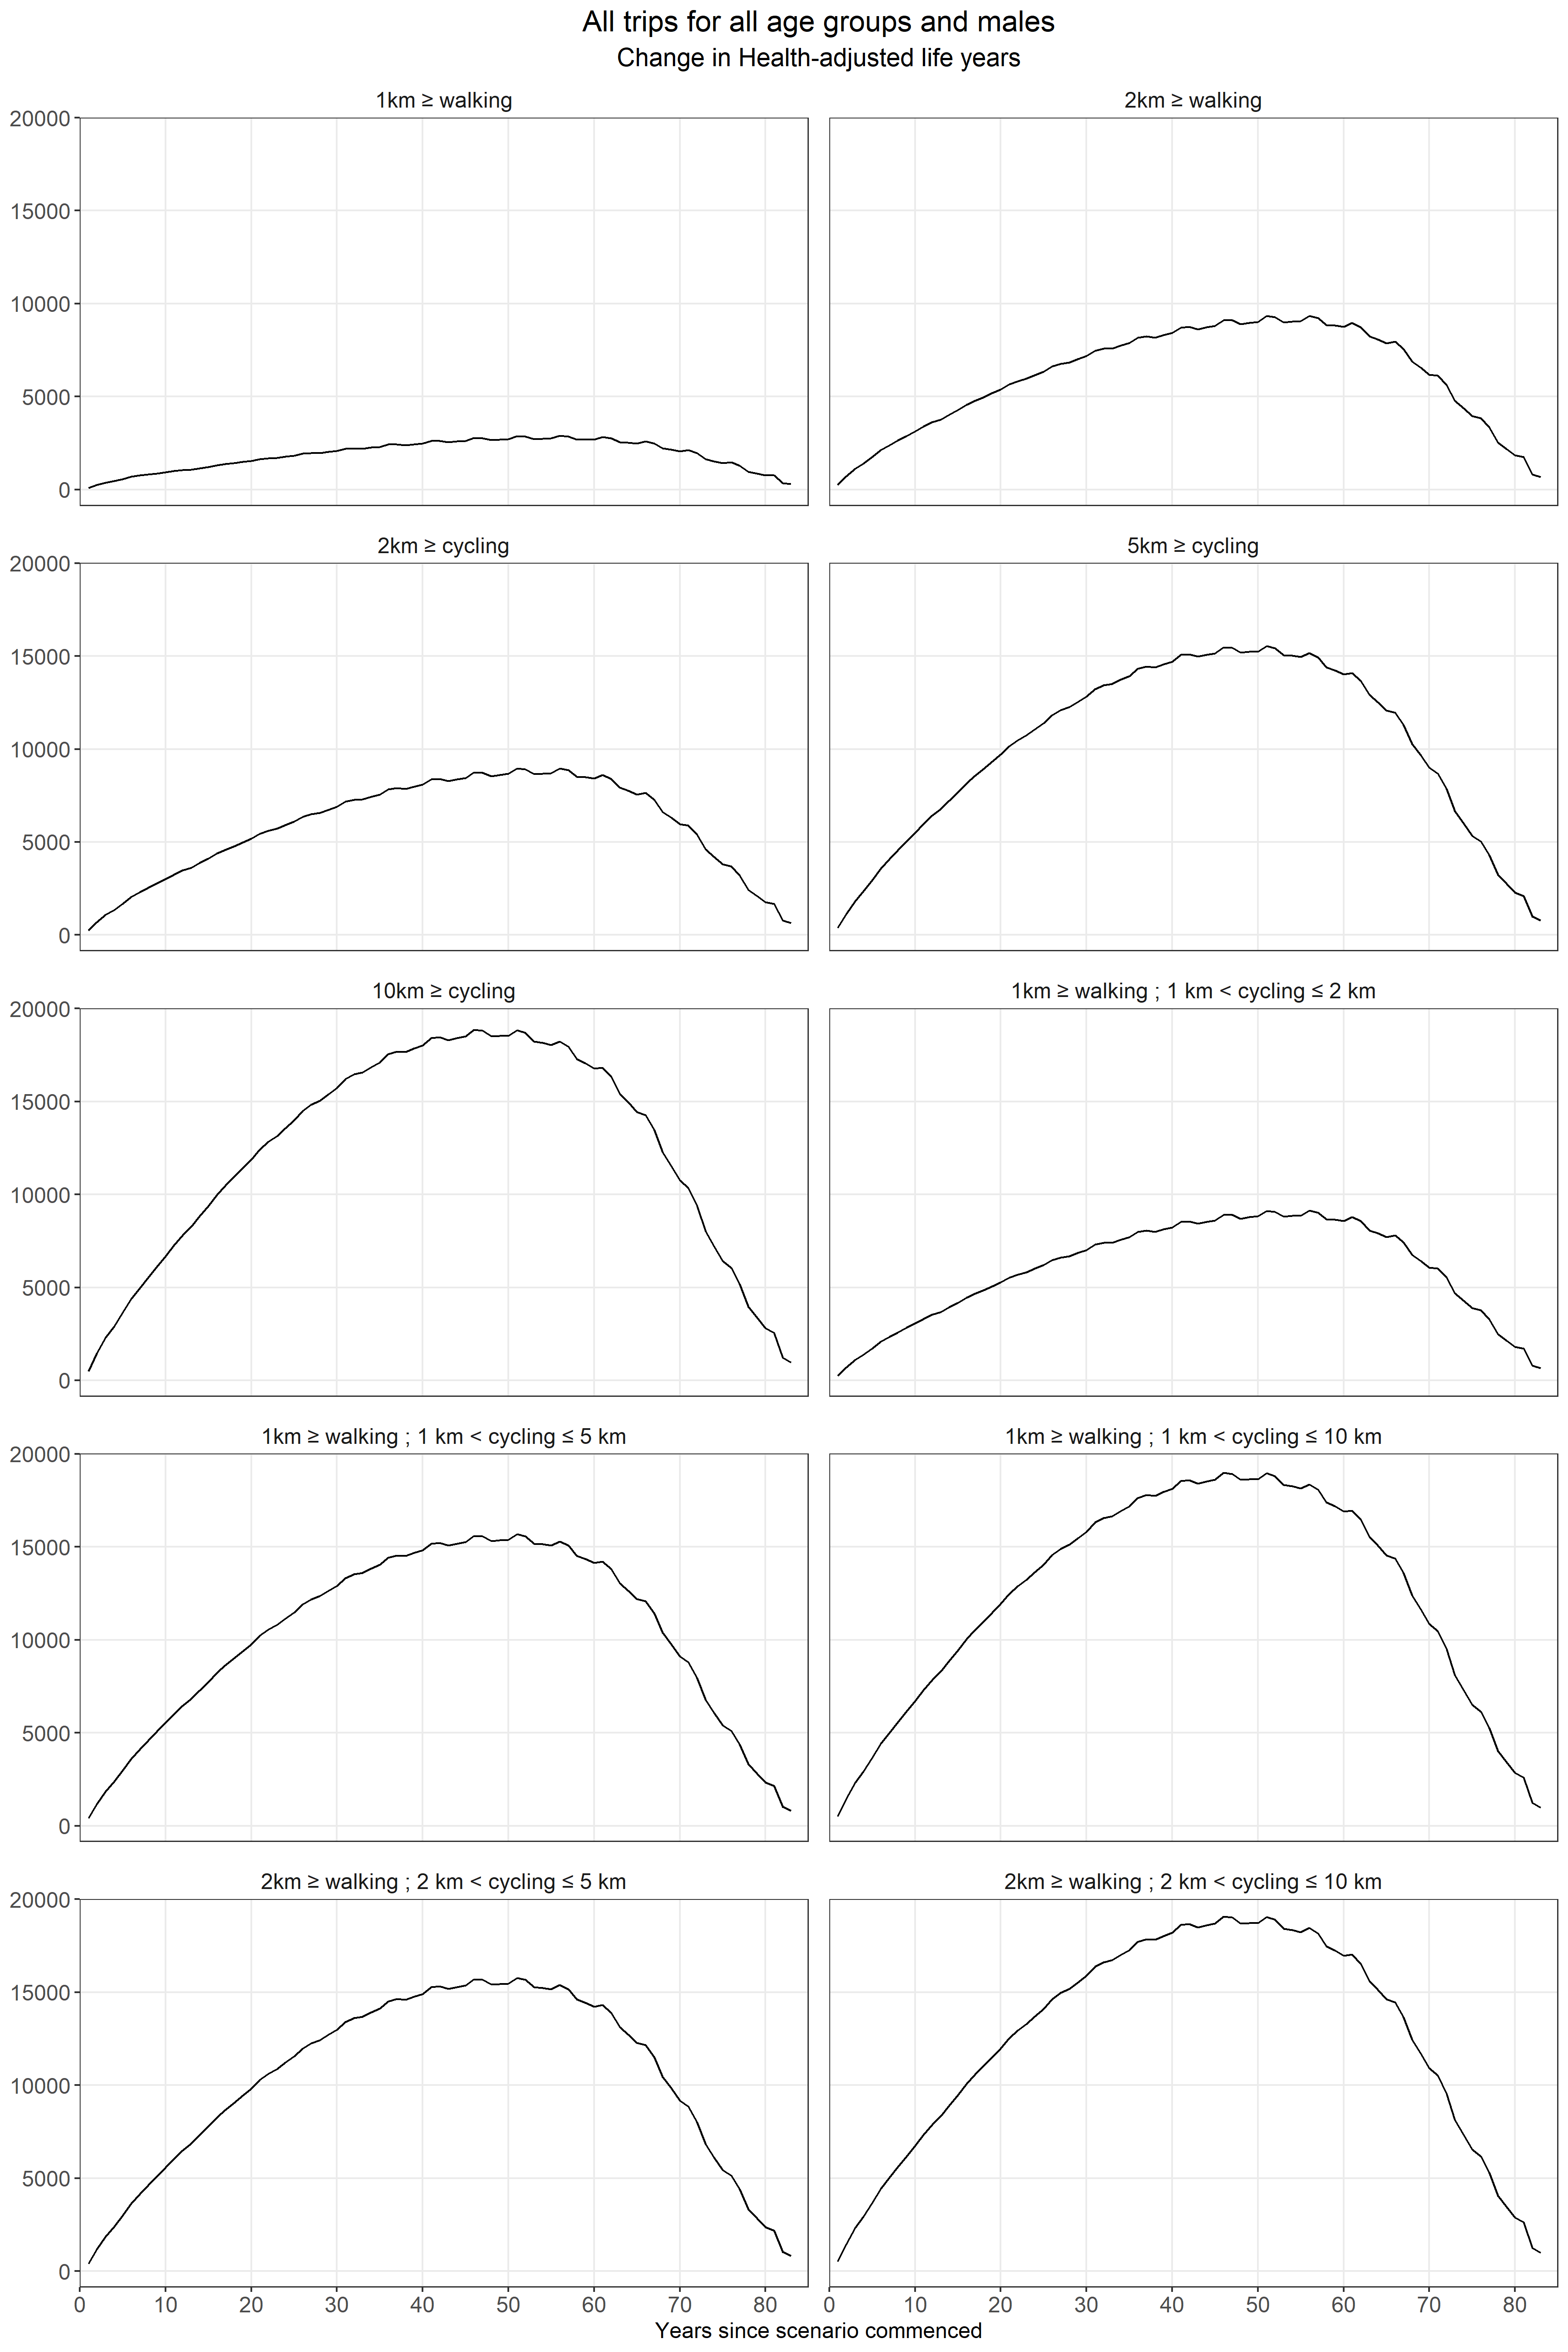 All trips for all age groups and males
Change in Health-adjusted life years
1km ≥ walking
2km ≥ walking
20000
15000
10000
5000
0
2km ≥ cycling
5km ≥ cycling
20000
15000
10000
5000
0
10km ≥ cycling
1km ≥ walking ; 1 km < cycling ≤ 2 km
20000
15000
10000
5000
0
1km ≥ walking ; 1 km < cycling ≤ 5 km
1km ≥ walking ; 1 km < cycling ≤ 10 km
20000
15000
10000
5000
0
2km ≥ walking ; 2 km < cycling ≤ 5 km
2km ≥ walking ; 2 km < cycling ≤ 10 km
20000
15000
10000
5000
0
0 10 20 30 40 50 60 70 80
0 10 20 30 40 50 60 70 80
Years since scenario commenced